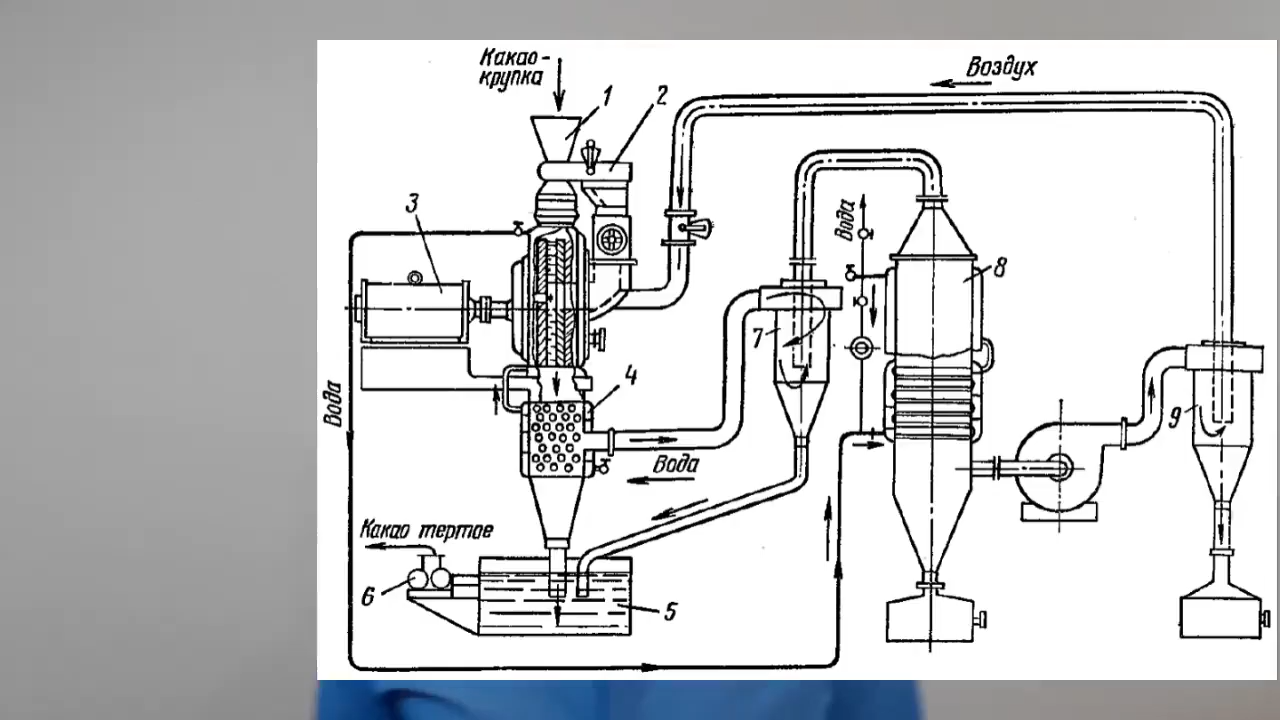 Какао-
крупка
Воздух
1
2
3
Вода
8
7
4
9
Вода
Вода
Какао тертое
6
5